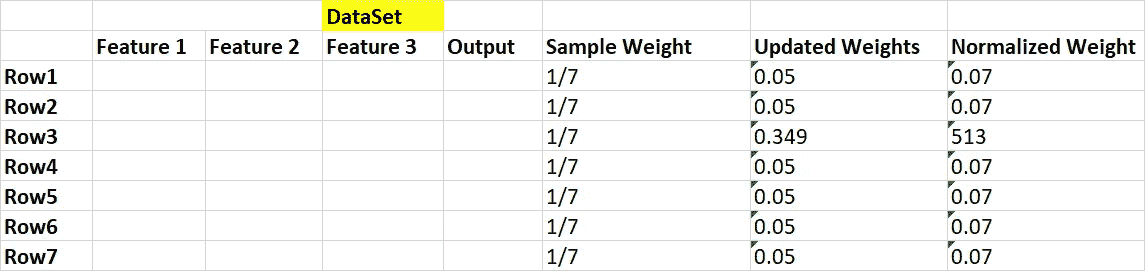 DataSet
Feature 1 Feature 2 Feature 3 Output Sample Weight Updated Weights Normalized Weight
Row1 1/7 0.05 0.07
Row2 1/7 0.05 0.07
Row3 1/7 0.349 513
Row4 1/7 0.05 0.07
Row5 1/7 0.05 0.07
Row6 1/7 0.05 0.07
Row7 1/7 0.05 0.07